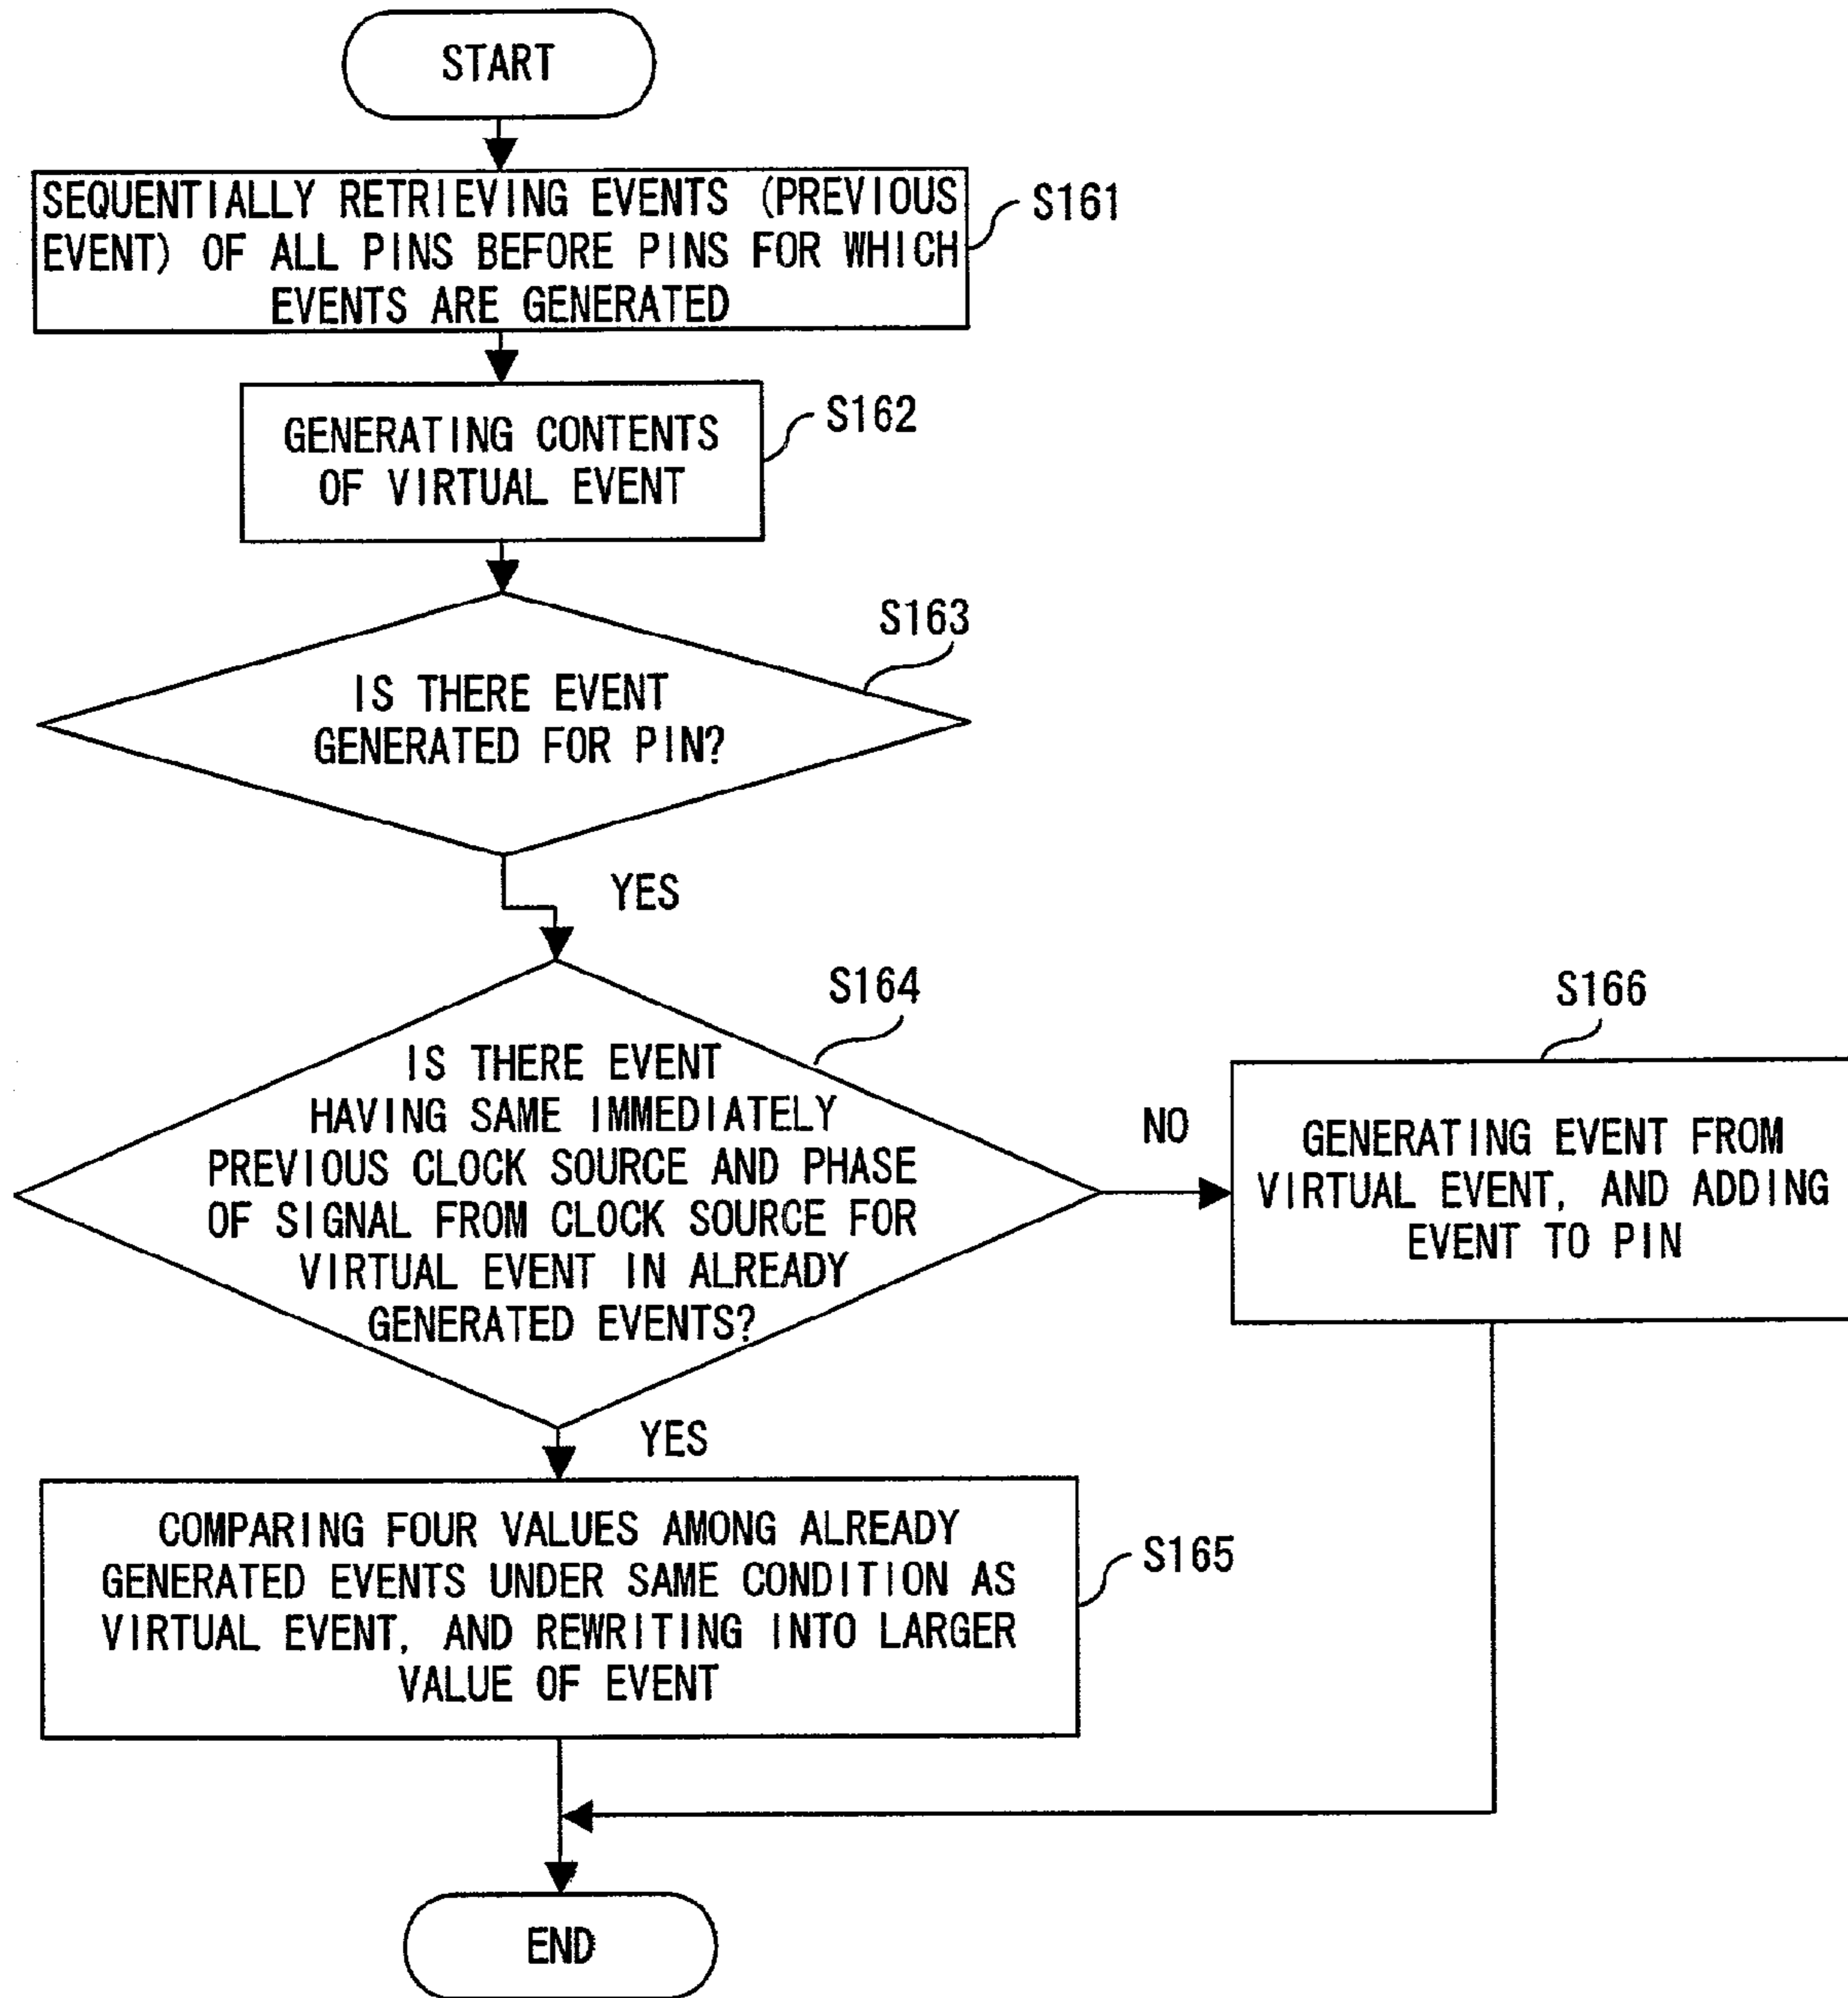 START
SEQUENTIALLY RETRIEVING EVENTS (PREVIOUS
EVENT) OF ALL PINS BEFORE PINS FOR WHICH
EVENTS ARE GENERATED
S161
GENERATING CONTENTS
OF VIRTUAL EVENT
S162
S163
IS THERE EVENT
GENERATED FOR PIN?
YES
S164
IS THERE EVENT
HAVING SAME IMMEDIATELY
PREVIOUS CLOCK SOURCE AND PHASE
OF SIGNAL FROM CLOCK SOURCE FOR
VIRTUAL EVENT IN ALREADY
GENERATED EVENTS?
NO
S166
GENERATING EVENT FROM
VIRTUAL EVENT, AND ADDING
EVENT TO PIN
YES
COMPARING FOUR VALUES AMONG ALREADY
GENERATED EVENTS UNDER SAME CONDITION AS
VIRTUAL EVENT, AND REWRITING INTO LARGER
VALUE OF EVENT
S165
END